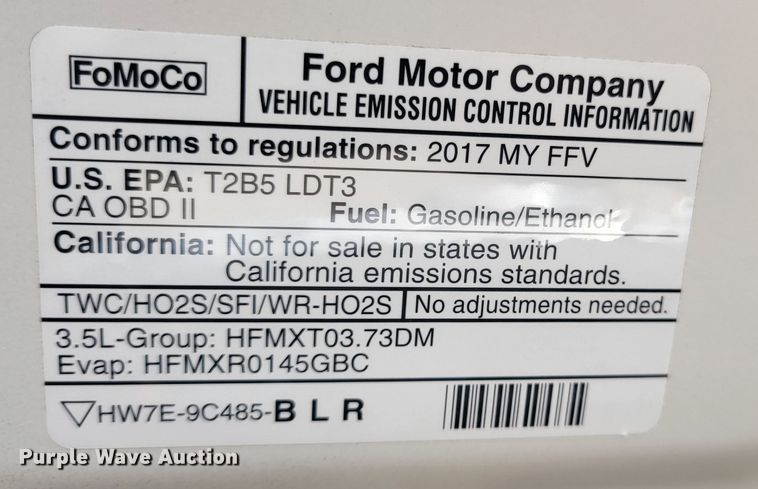 FoMoCo
Ford Motor Company
VEHICLE EMISSION CONTROL INFORMATION
Conforms to regulations: 2017 MY FFV
U.S. EPA: T2B5 LDT3
CA OBD II Fuel: Gasoline/Ethanol
California: Not for sale in states with
California emissions standards.
TWC/HO2S/SFI/WR-HO2S No adjustments needed.
3.5L-Group: HFMXT03.73DM
Evap: HFMXR0145GBC
HW7E-9C485-B L R
Purple Wave Auction